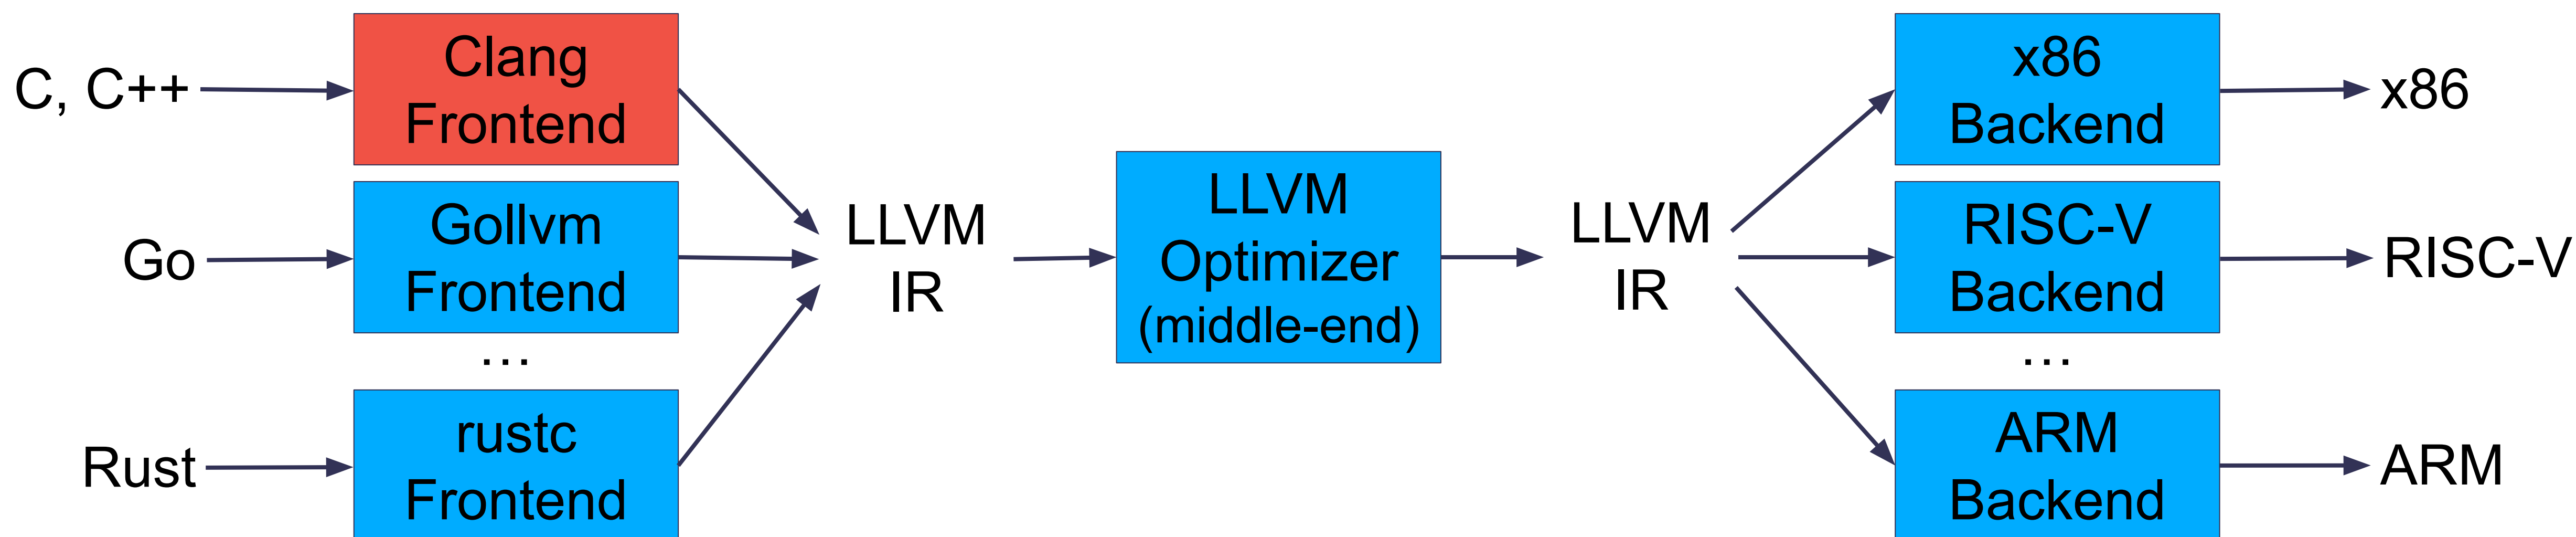 C, C++
Clang
Frontend
Go
Gollvm
Frontend
...
Rust
rustc
Frontend
LLVM
IR
LLVM
Optimizer
(middle-end)
LLVM
IR
x86
Backend
x86
RISC-V
Backend
RISC-V
...
ARM
Backend
ARM